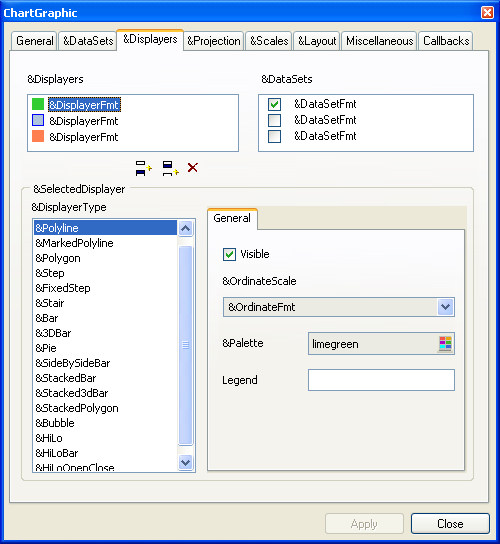 ChartGraphic
General &DataSets &Displayers &Projection &Scales &Layout Miscellaneous Callbacks
&Displayers &DataSets
&DisplayerFmt &DataSetFmt
&DisplayerFmt &DataSetFmt
&DisplayerFmt &DataSetFmt
&SelectedDisplayer
&DisplayerType
&Polyline
&MarkedPolyline
&Polygon
&Step
&FixedStep
&Stair
&Bar
&3DBar
&Pie
&SideBySideBar
&StackedBar
&Stacked3dBar
&StackedPolygon
&Bubble
&HiLo
&HiLoBar
&HiLoOpenClose
General
Visible
&OrdinateScale
&OrdinateFmt
&Palette limegreen
Legend
Apply Close